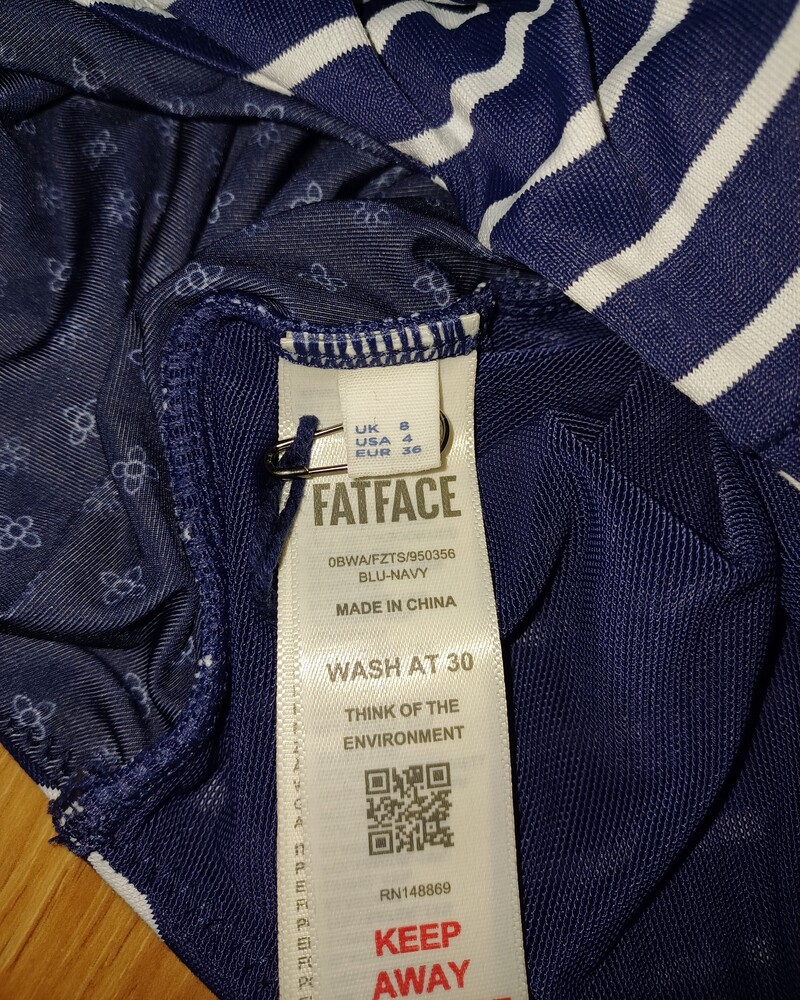 UK 8
USA 4
EUR 36
FATFACE
0BWA/FZTS/950356
BLU-NAVY
MADE IN CHINA
WASH AT 30
THINK OF THE
ENVIRONMENT
RN148869
KEEP
AWAY